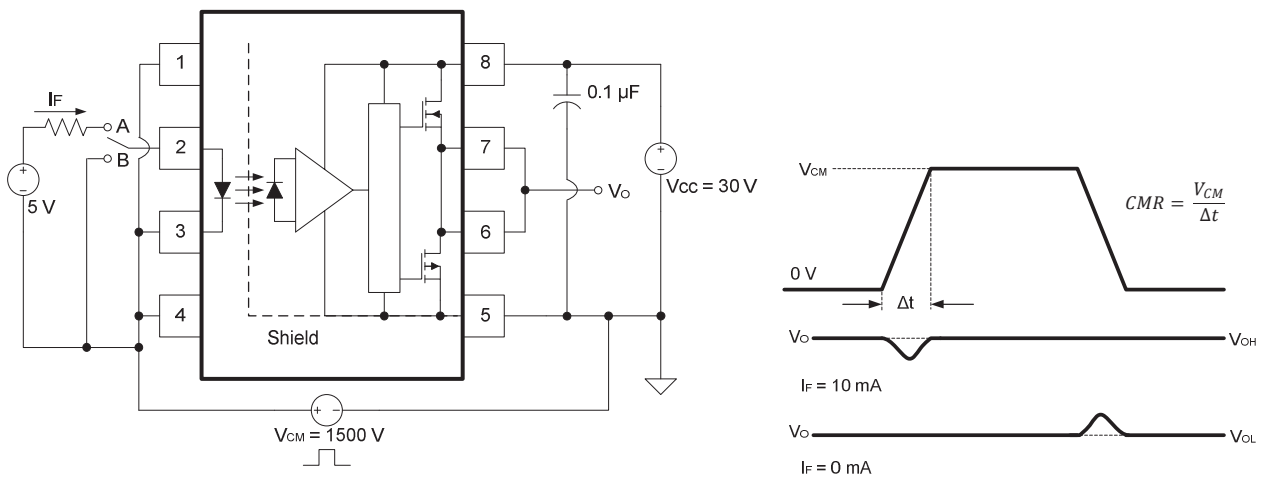 1
8
IF
A
B
2
7
3
6
4
5
5 V
0.1 µF
VCC = 30 V
VO
Shield
+
−
VCM = 1500 V
VCM
0 V
Δt
CMR = VCM / Δt
VO
VOH
IF = 10 mA
VO
VOL
IF = 0 mA